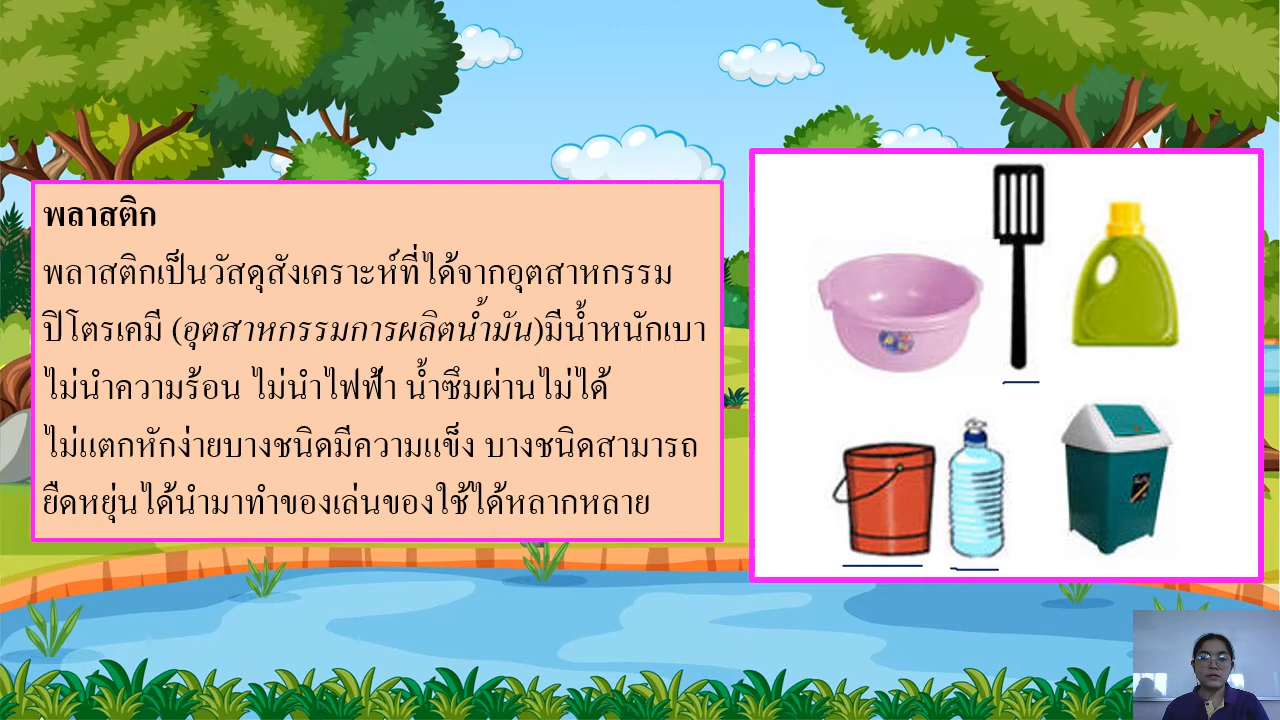 พลาสติก
พลาสติกเป็นวัสดุสังเคราะห์ที่ได้จากอุตสาหกรรม
ปิโตรเคมี (อุตสาหกรรมการผลิตน้ำมัน)มีน้ำหนักเบา
ไม่นำความร้อน ไม่นำไฟฟ้า น้ำซึมผ่านไม่ได้
ไม่แตกหักง่ายบางชนิดมีความแข็ง บางชนิดสามารถ
ยืดหยุ่นได้นำมาทำของเล่นของใช้ได้หลากหลาย